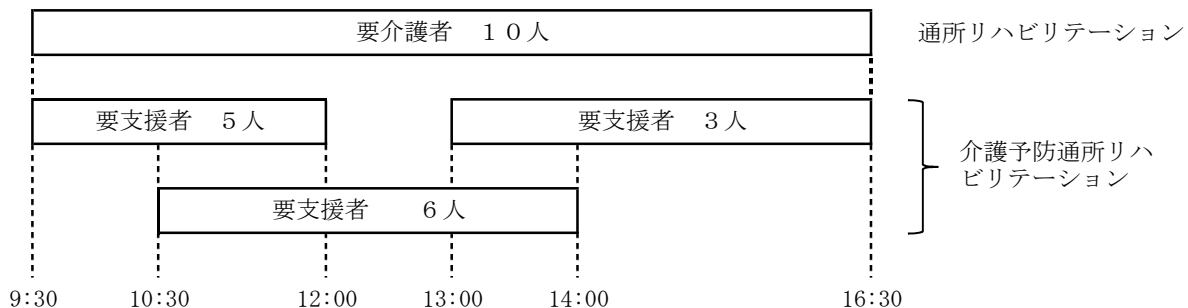 要介護者　１０人
通所リハビリテーション
要支援者　５人
要支援者　３人
介護予防通所リハ
ビリテーション
要支援者　　６人
9:30
10:30
12:00
13:00
14:00
16:30